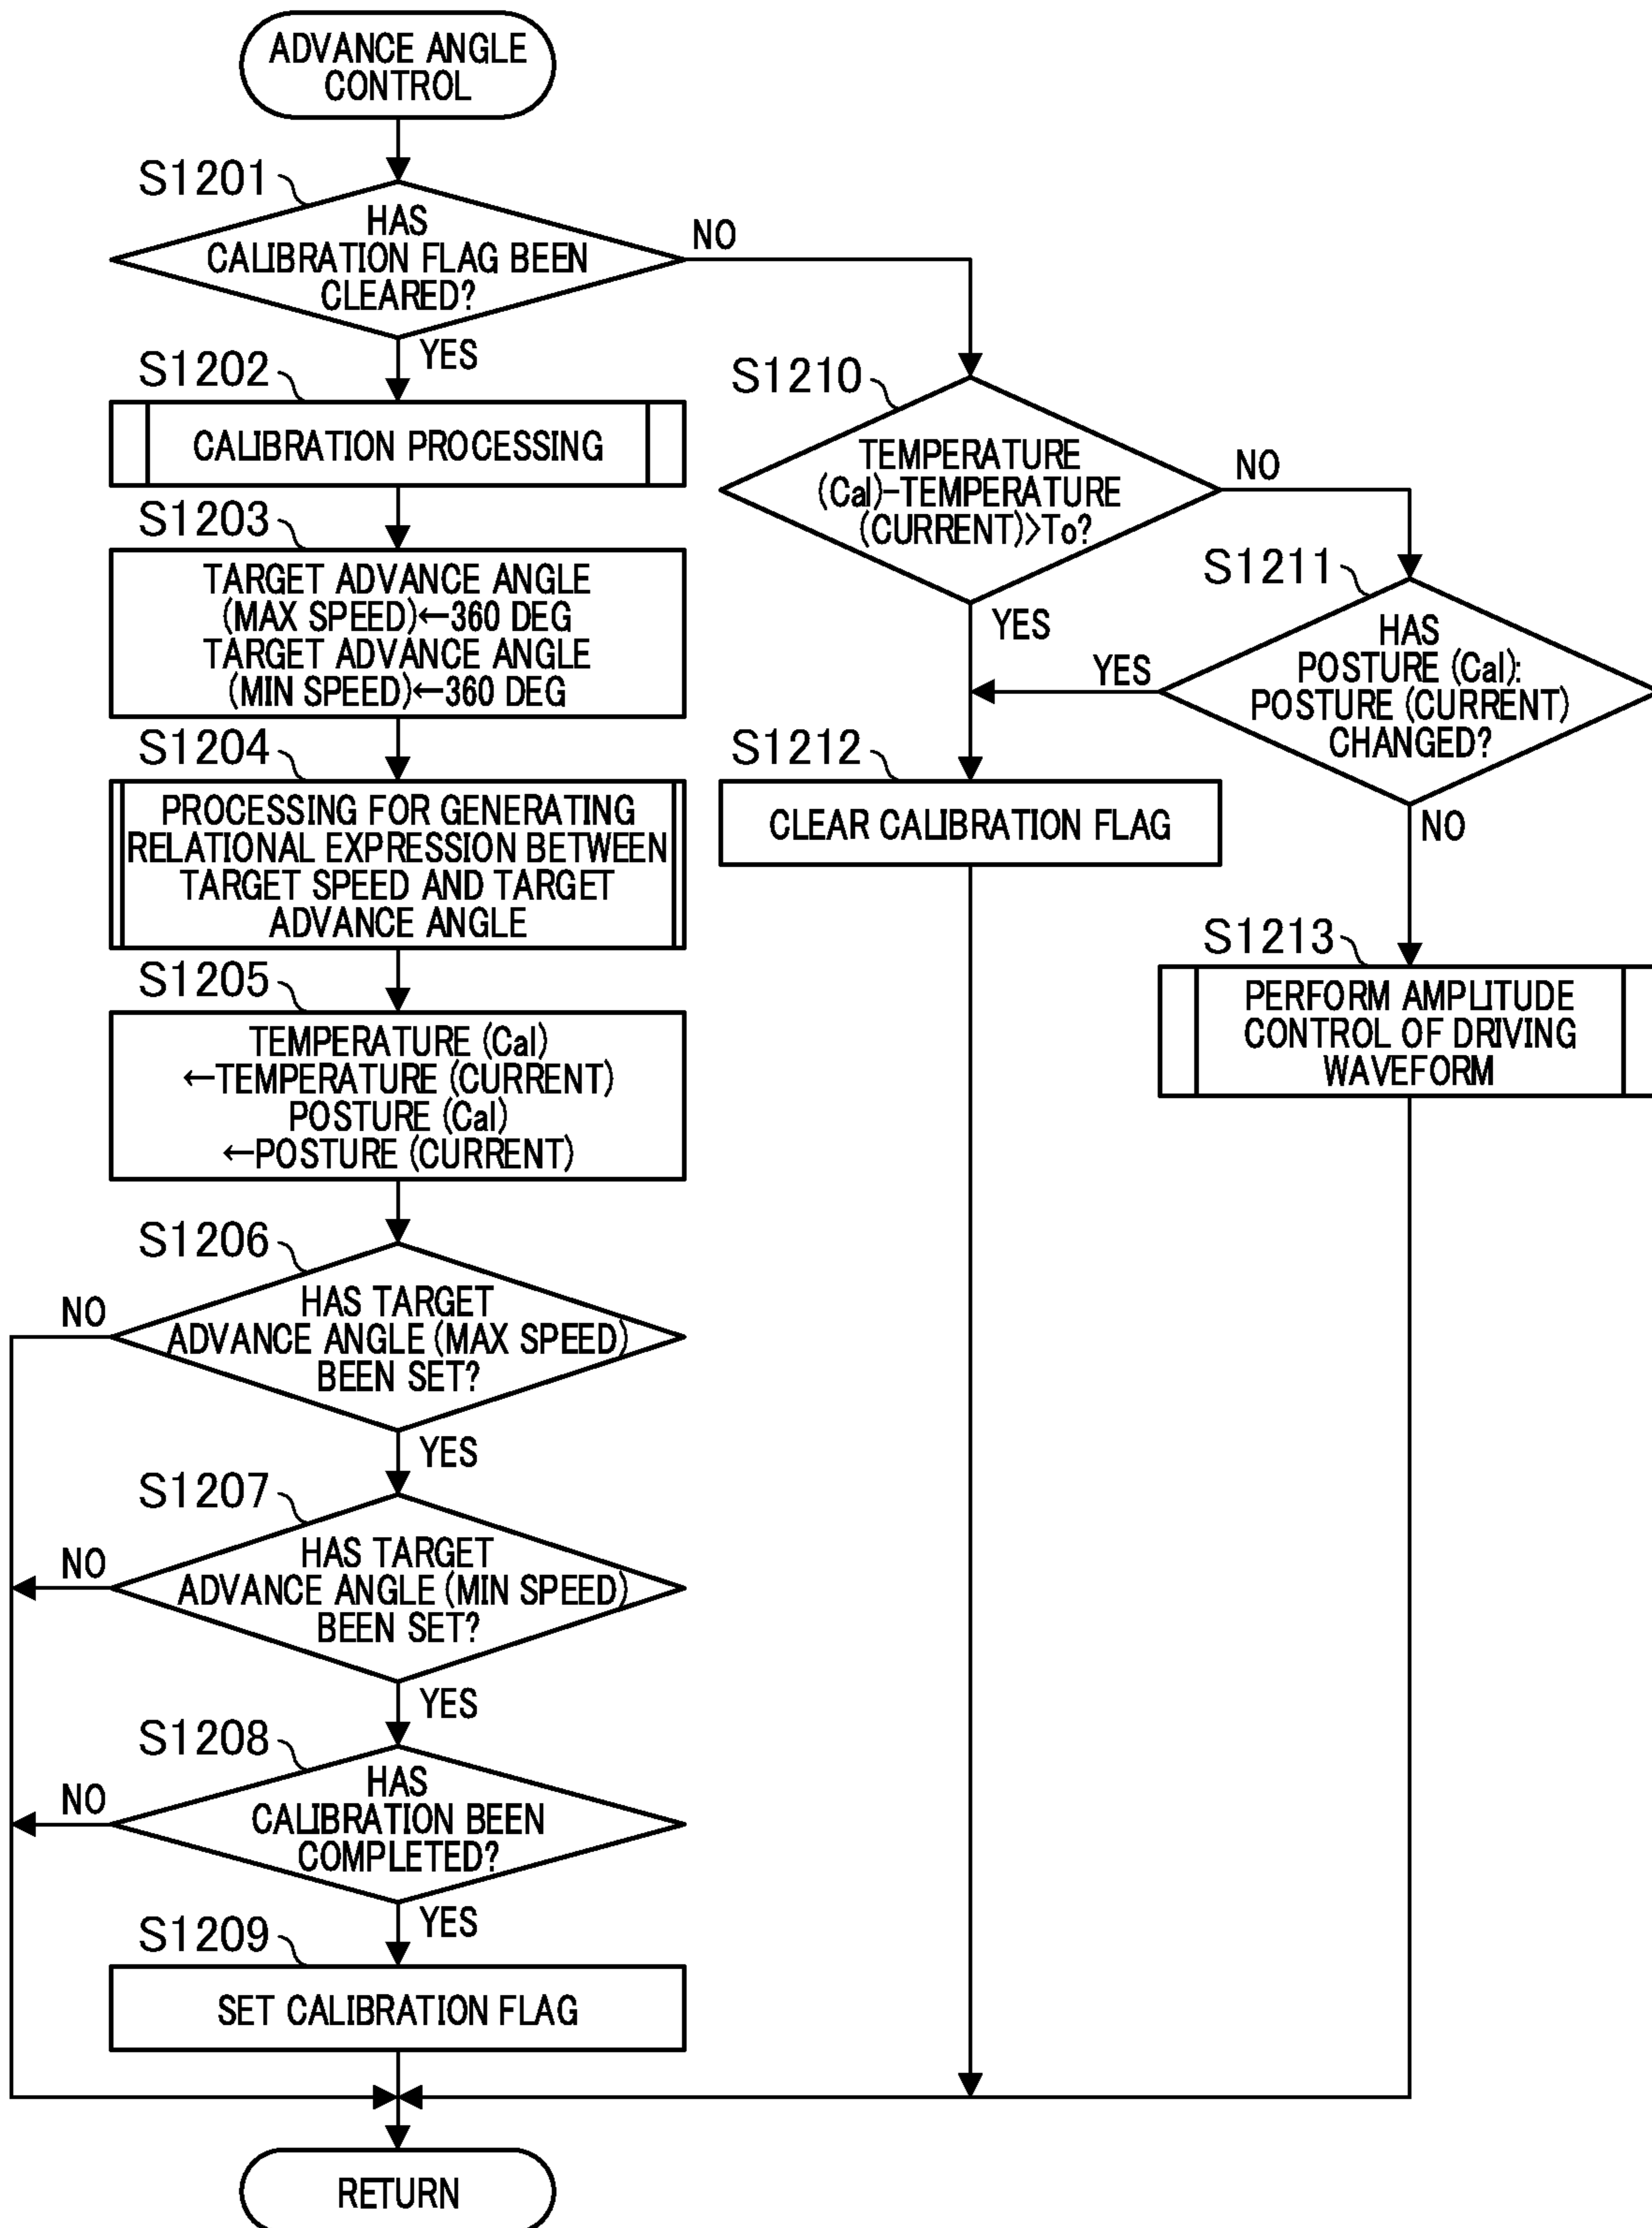 ADVANCE ANGLE
CONTROL
S1201
HAS
CALIBRATION FLAG BEEN
CLEARED?
NO
YES
S1202
CALIBRATION PROCESSING
S1203
TARGET ADVANCE ANGLE
(MAX SPEED)←360 DEG
TARGET ADVANCE ANGLE
(MIN SPEED)←360 DEG
S1204
PROCESSING FOR GENERATING
RELATIONAL EXPRESSION BETWEEN
TARGET SPEED AND TARGET
ADVANCE ANGLE
S1205
TEMPERATURE (Cal)
←TEMPERATURE (CURRENT)
POSTURE (Cal)
←POSTURE (CURRENT)
S1206
HAS TARGET
ADVANCE ANGLE (MAX SPEED)
BEEN SET?
NO
YES
S1207
HAS TARGET
ADVANCE ANGLE (MIN SPEED)
BEEN SET?
NO
YES
S1208
HAS
CALIBRATION BEEN
COMPLETED?
NO
YES
S1209
SET CALIBRATION FLAG
RETURN
S1210
TEMPERATURE
(Cal)-TEMPERATURE
(CURRENT)>To?
NO
YES
S1211
HAS
POSTURE (Cal):
POSTURE (CURRENT)
CHANGED?
YES
NO
S1212
CLEAR CALIBRATION FLAG
S1213
PERFORM AMPLITUDE
CONTROL OF DRIVING
WAVEFORM